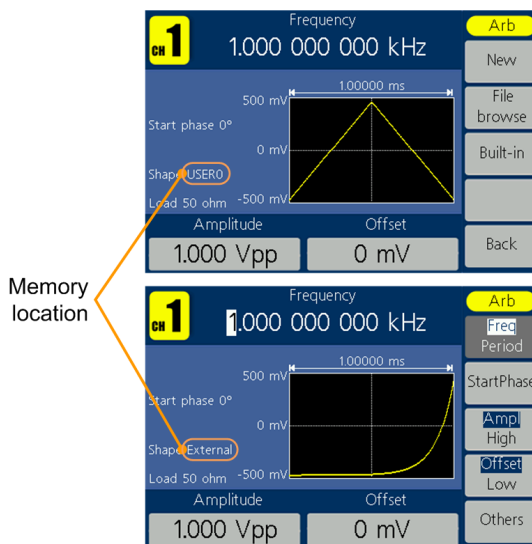 Frequency
Arb
CH 1
1.000 000 000 kHz
New
1.00000 ms
500 mV
File
browse
Start phase 0°
0 mV
Built-in
Shape USER0
Load 50 ohm
-500 mV
Amplitude
Offset
1.000 Vpp
0 mV
Back
Memory
location
Frequency
Arb
CH 1
1.000 000 000 kHz
Freq
Period
1.00000 ms
500 mV
StartPhase
Start phase 0°
0 mV
Ampl
High
Shape External
Offset
Low
Load 50 ohm
-500 mV
Amplitude
Offset
1.000 Vpp
0 mV
Others